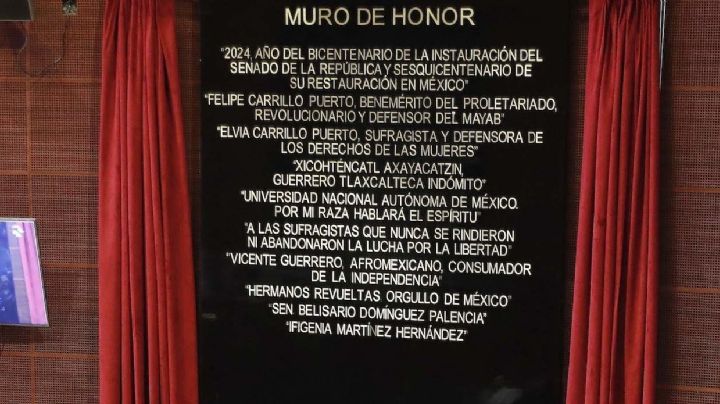 MURO DE HONOR
"2024, AÑO DEL BICENTENARIO DE LA INSTAURACIÓN DEL
SENADO DE LA REPÚBLICA Y SESQUICENTENARIO DE
SU RESTAURACIÓN EN MÉXICO"
"FELIPE CARRILLO PUERTO, BENEMÉRITO DEL PROLETARIADO,
REVOLUCIONARIO Y DEFENSOR DEL MAYAB"
"ELVIA CARRILLO PUERTO, SUFRAGISTA Y DEFENSORA DE
LOS DERECHOS DE LAS MUJERES"
"XICOHTÉNCATL AXAYACATZIN,
GUERRERO TLAXCALTECA INDÓMITO"
"UNIVERSIDAD NACIONAL AUTÓNOMA DE MÉXICO.
POR MI RAZA HABLARÁ EL ESPÍRITU"
"A LAS SUFRAGISTAS QUE NUNCA SE RINDIERON
NI ABANDONARON LA LUCHA POR LA LIBERTAD"
"VICENTE GUERRERO, AFROMEXICANO, CONSUMADOR
DE LA INDEPENDENCIA"
"HERMANOS REVUELTAS ORGULLO DE MÉXICO"
"SEN BELISARIO DOMÍNGUEZ PALENCIA"
"IFIGENIA MARTÍNEZ HERNÁNDEZ"